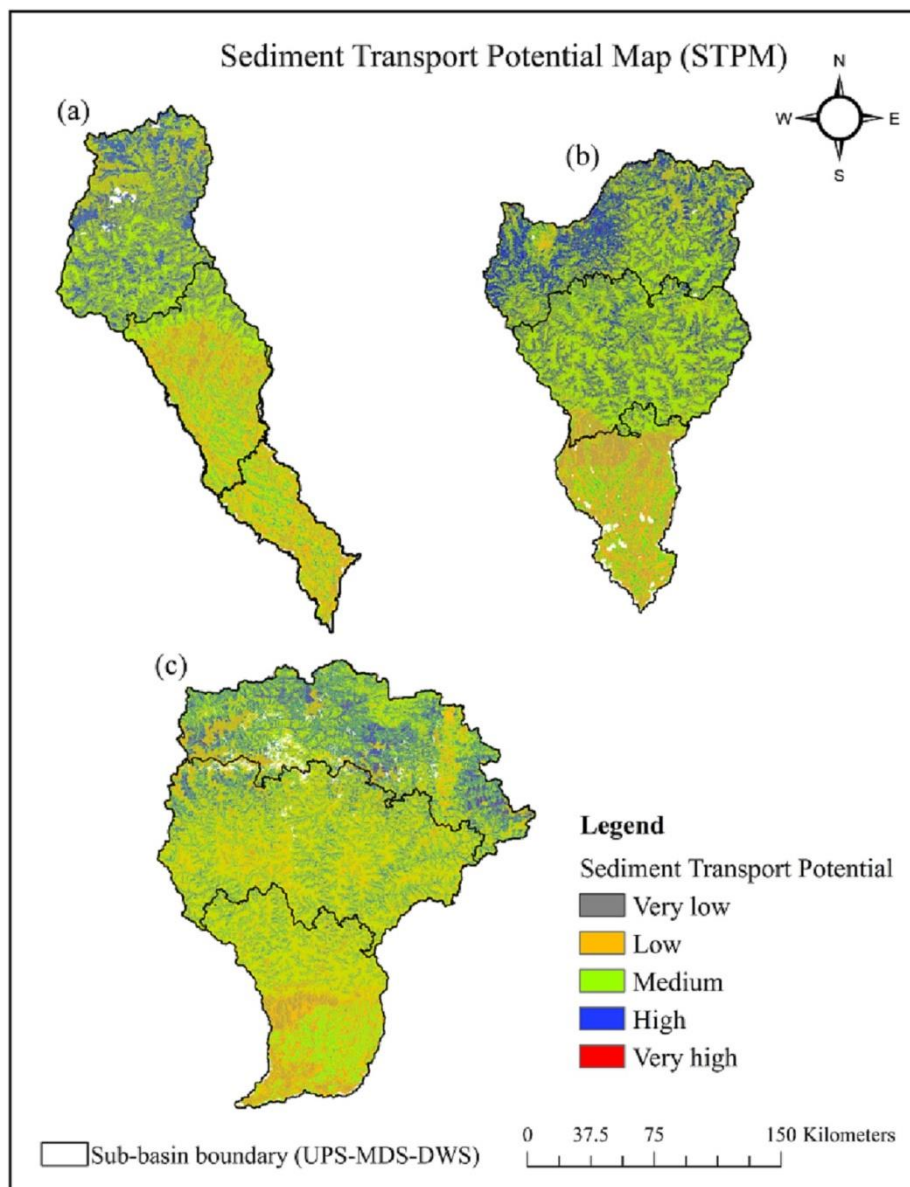 Sediment Transport Potential Map (STPM)
(a)
N
W
E
S
(b)
(c)
Legend
Sediment Transport Potential
Very low
Low
Medium
High
Very high
Sub-basin boundary (UPS-MDS-DWS)
0 37.5 75 150 Kilometers